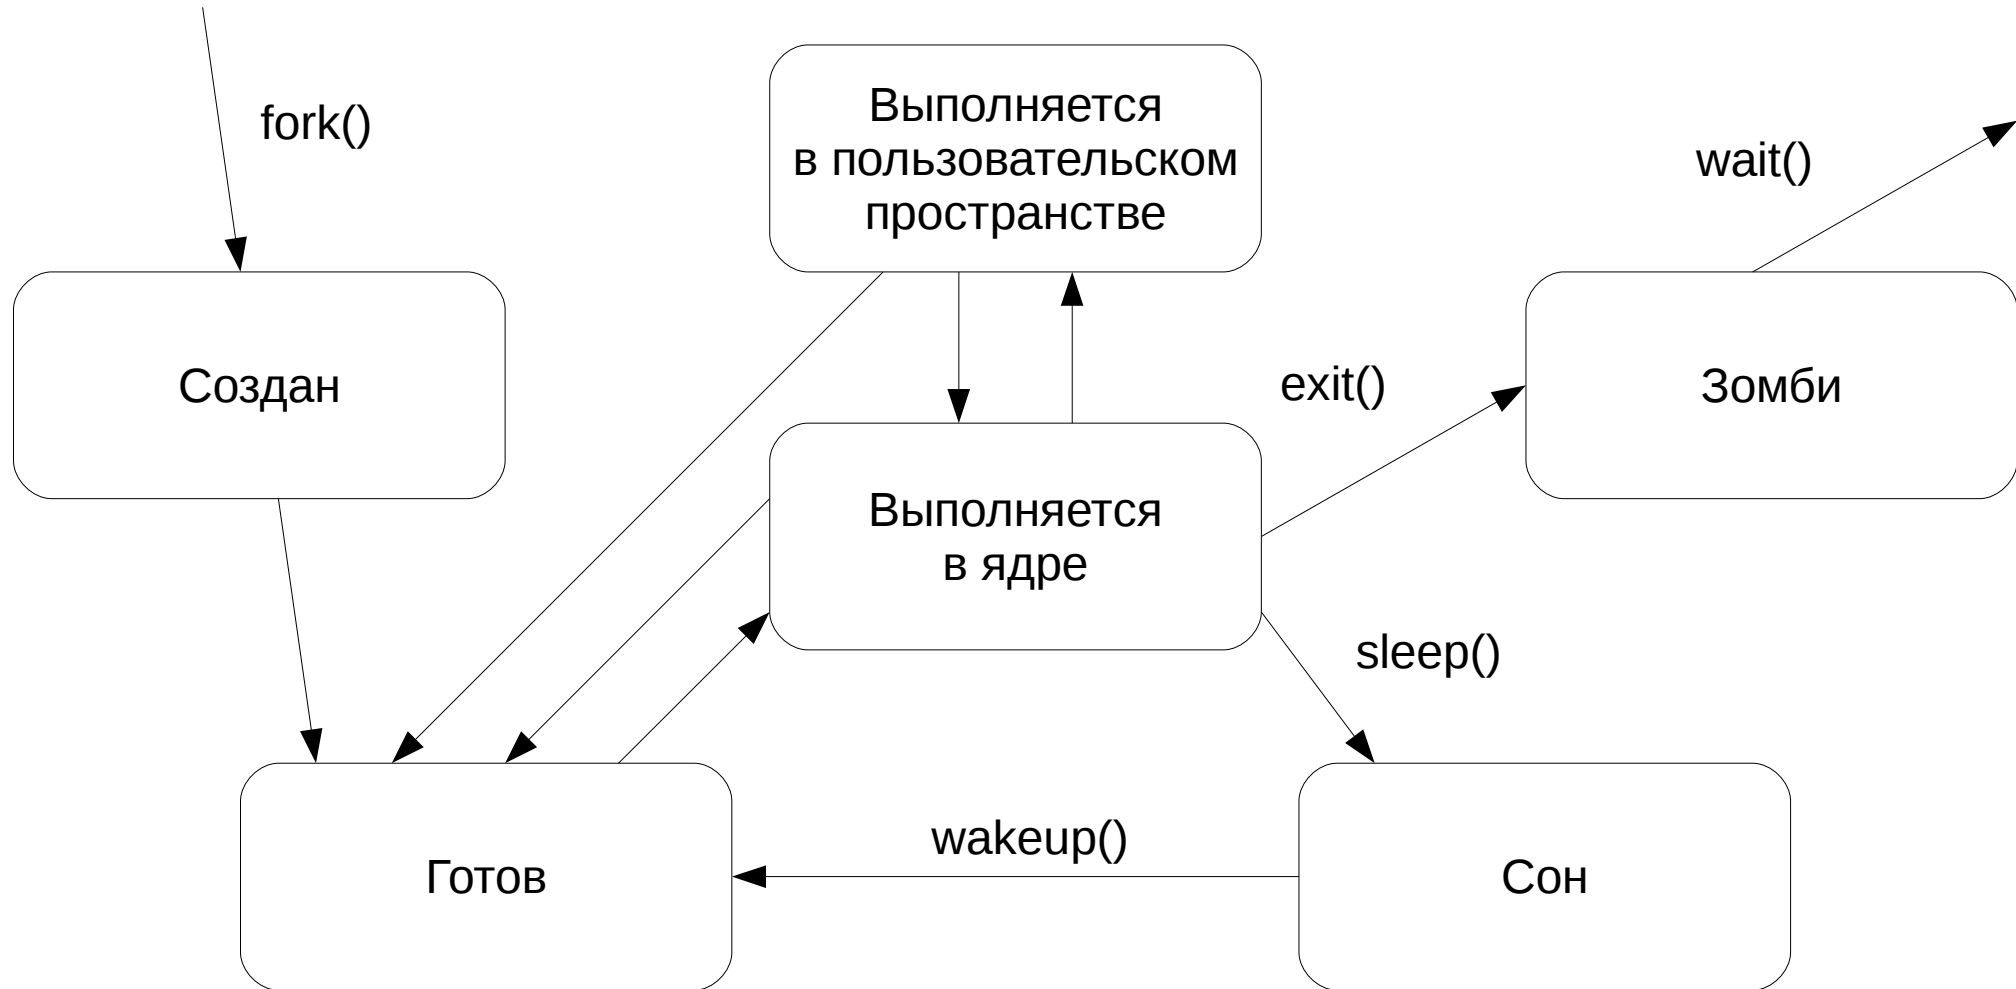 fork()
Выполняется
в пользовательском
пространстве
wait()
Создан
exit()
Зомби
Выполняется
в ядре
sleep()
wakeup()
Готов
Сон